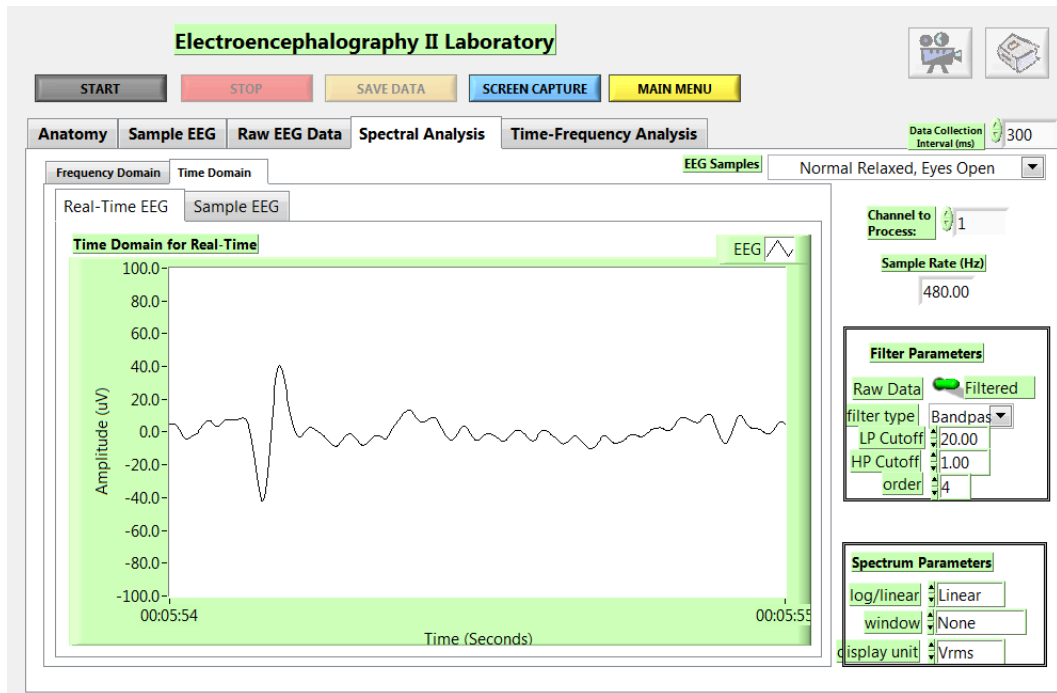 Electroencephalography II Laboratory
START STOP SAVE DATA SCREEN CAPTURE MAIN MENU
Anatomy Sample EEG Raw EEG Data Spectral Analysis Time-Frequency Analysis
Data Collection
Interval (ms)
300
Frequency Domain Time Domain
EEG Samples Normal Relaxed, Eyes Open
Real-Time EEG Sample EEG
Channel to
Process:
1
Time Domain for Real-Time
EEG
Sample Rate (Hz)
480.00
100.0
80.0
60.0
40.0
20.0
0.0
-20.0
-40.0
-60.0
-80.0
-100.0
Amplitude (uV)
00:05:54 00:05:55
Time (Seconds)
Filter Parameters
Raw Data Filtered
filter type Bandpas
LP Cutoff 20.00
HP Cutoff 1.00
order 4
Spectrum Parameters
log/linear Linear
window None
display unit Vrms